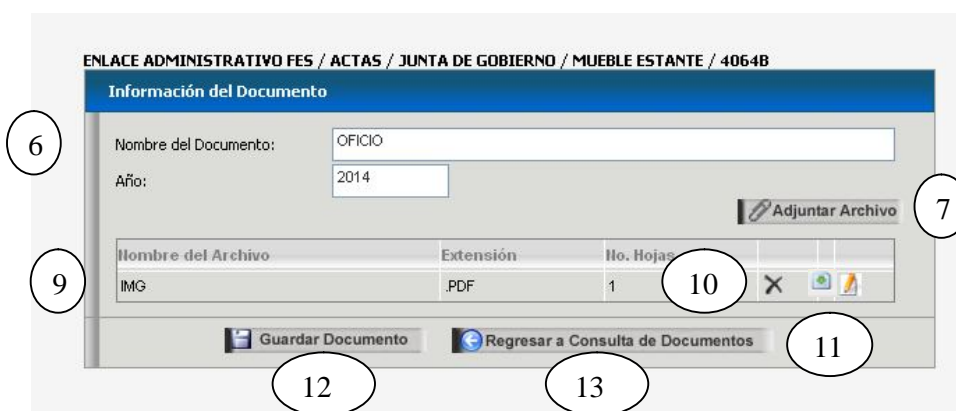 ENLACE ADMINISTRATIVO FES / ACTAS / JUNTA DE GOBIERNO / MUEBLE ESTANTE / 4064B
Información del Documento
6
Nombre del Documento: OFICIO
Año: 2014
Adjuntar Archivo 7
Nombre del Archivo Extensión No. Hojas
9 IMG .PDF 1 10
11
Guardar Documento Regresar a Consulta de Documentos
12 13